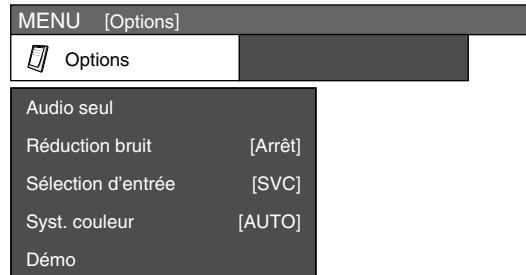 MENU [Options]
Options
Audio seul
Réduction bruit [Arrêt]
Sélection d'entrée [SVC]
Syst. couleur [AUTO]
Démo